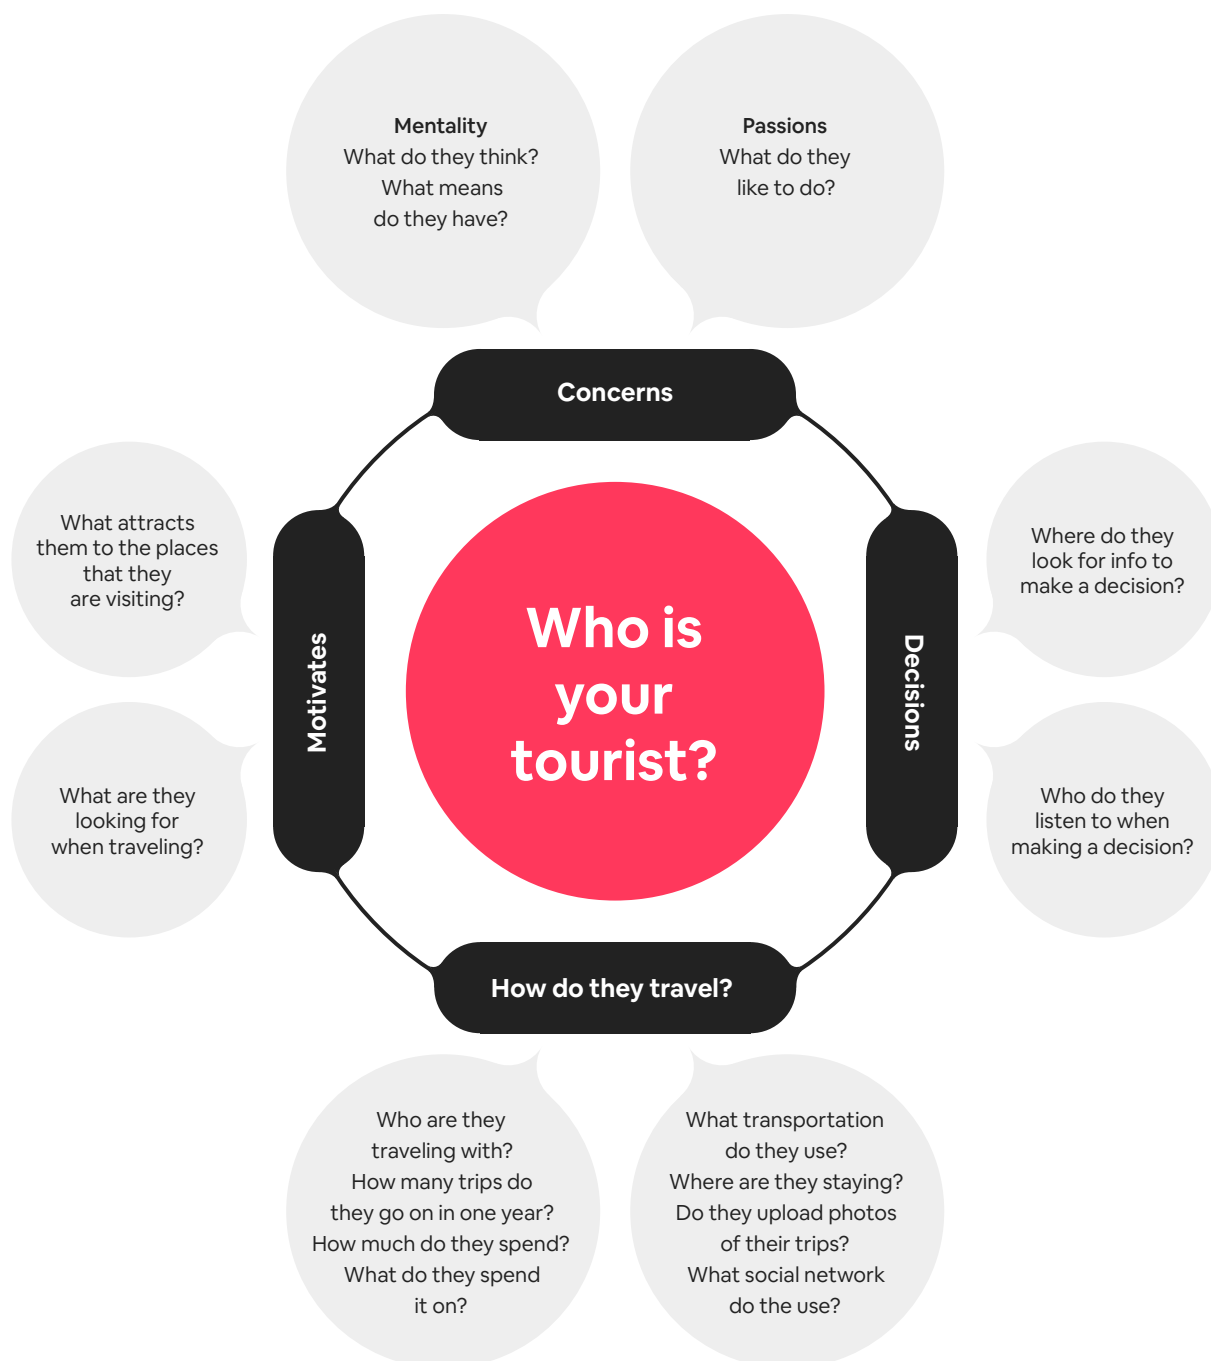 Mentality
What do they think?
What means
do they have?
Passions
What do they
like to do?
Concerns
What attracts
them to the places
that they
are visiting?
What are they
looking for
when traveling?
Motivates
Who is
your
tourist?
Decisions
Where do they
look for info to
make a decision?
Who do they
listen to when
making a decision?
How do they travel?
Who are they
traveling with?
How many trips do
they go on in one year?
How much do they spend?
What do they spend
it on?
What transportation
do they use?
Where are they staying?
Do they upload photos
of their trips?
What social network
do the use?